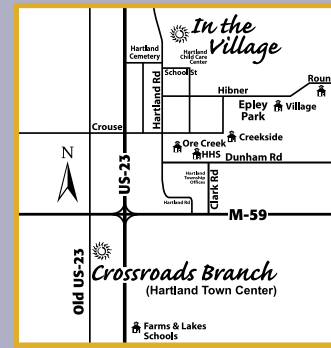 In the
Village
Hartland
Cemetery
Hartland
Child Care
Center
School St
Hartland Rd
Hibner
Roun
Epley
Park
Village
Crouse
Creekside
Ore Creek
HHS
Dunham Rd
N
US-23
Hartland
Township
Offices
Clark Rd
Hartland Rd
M-59
Old US-23
Crossroads Branch
(Hartland Town Center)
Farms & Lakes
Schools